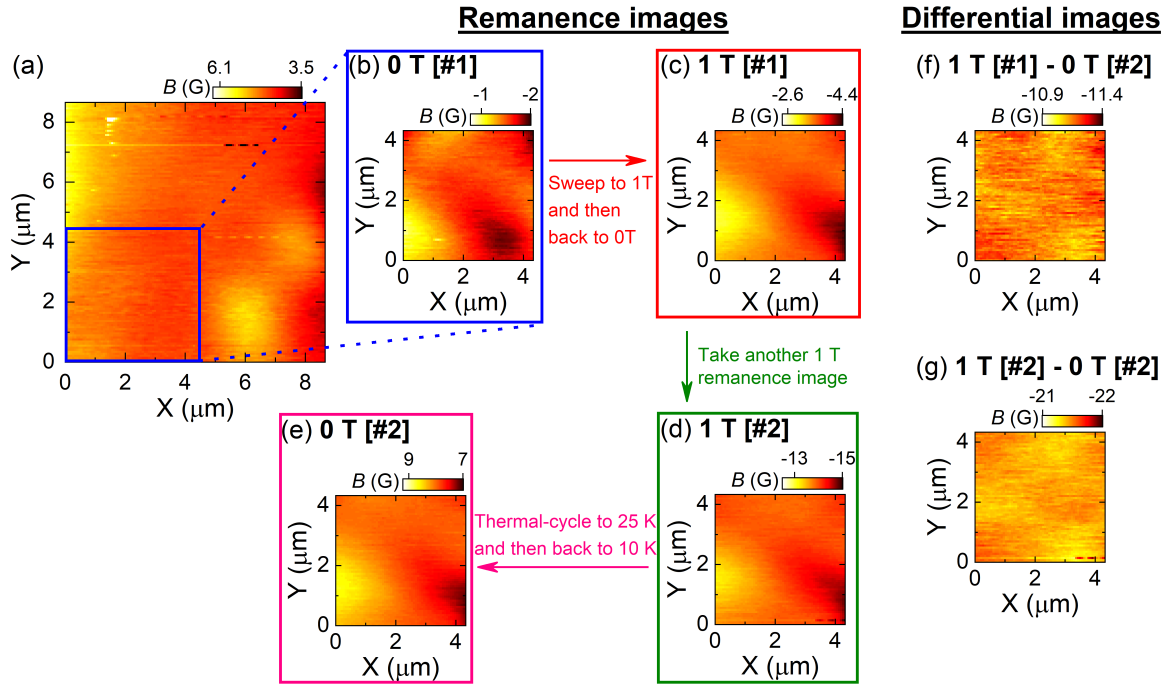 Remanence images
Differential images
(a)
B (G)
6.1 3.5
8
6
4
2
0
Y (μm)
0 2 4 6 8
X (μm)
(b) 0 T [#1]
B (G)
-1 -2
4
2
0
Y (μm)
0 2 4
X (μm)
Sweep to 1T
and then
back to 0T
(c) 1 T [#1]
B (G)
-2.6 -4.4
4
2
0
Y (μm)
0 2 4
X (μm)
(f) 1 T [#1] - 0 T [#2]
B (G)
-10.9 -11.4
4
2
0
Y (μm)
0 2 4
X (μm)
Take another 1 T
remanence image
(e) 0 T [#2]
B (G)
9 7
4
2
0
Y (μm)
0 2 4
X (μm)
Thermal-cycle to 25 K
and then back to 10 K
(d) 1 T [#2]
B (G)
-13 -15
4
2
0
Y (μm)
0 2 4
X (μm)
(g) 1 T [#2] - 0 T [#2]
B (G)
-21 -22
4
2
0
Y (μm)
0 2 4
X (μm)